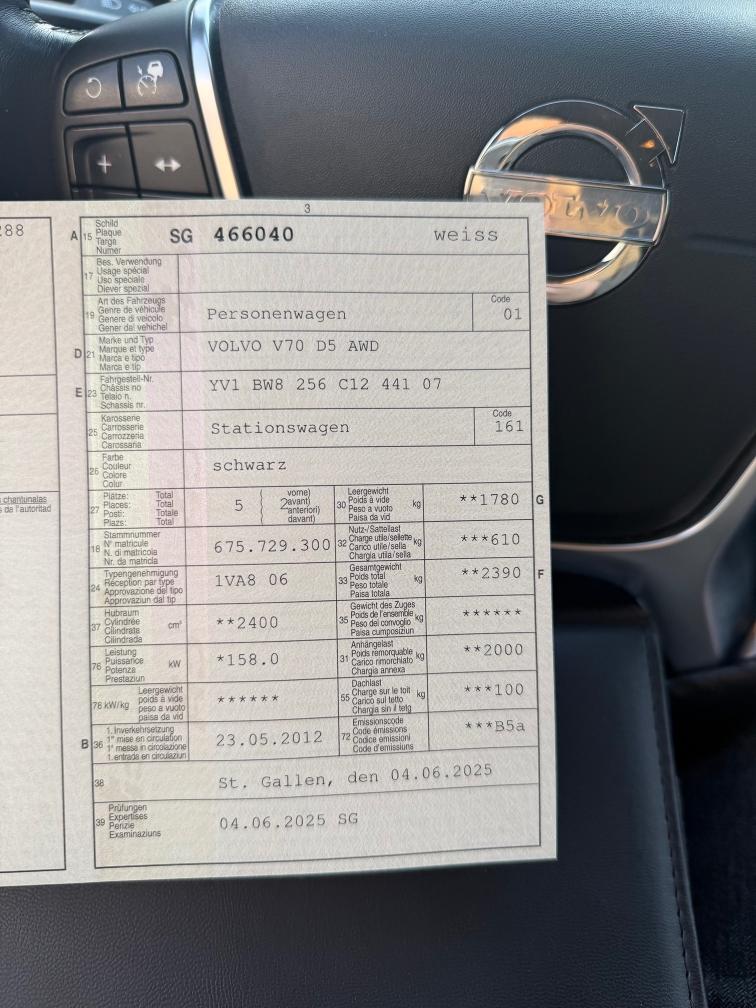 VOLVO
3
288
A 15 Schild
Plaque
Targa
Numer
SG 466040 weiss
17 Bes. Verwendung
Usage spécial
Uso speciale
Diever spezial
19 Art des Fahrzeugs
Genre de véhicule
Genere di veicolo
Gener dal vehichel
Personenwagen
Code
01
D 21 Marke und Typ
Marque et type
Marca e tipo
Marca e tip
VOLVO V70 D5 AWD
E 23 Fahrgestell-Nr.
Châssis no
Telaio n.
Schassis nr.
YV1 BW8 256 C12 441 07
25 Karosserie
Carrosserie
Carrozzeria
Carossaria
Stationswagen
Code
161
26 Farbe
Couleur
Colore
Colur
schwarz
27 Plätze: Total
Places: Total
Posti: Totale
Plazs: Total
5
vorne)
avant)
anteriori)
davant)
30 Leergewicht
Poids à vide
Peso a vuoto
Paisa da vid
kg
**1780 G
18 Stammnummer
N° matricule
N. di matricola
Nr. da matricla
675.729.300
32 Nutz-/Sattellast
Charge utile/sellette
Carico utile/sella
Chargia utila/sella
kg
***610
24 Typengenehmigung
Réception par type
Approvazione del tipo
Approvaziun dal tip
1VA8 06
33 Gesamtgewicht
Poids total
Peso totale
Paisa totala
kg
**2390 F
37 Hubraum
Cylindrée
Cilindrata
Cilindrada
cm³
**2400
35 Gewicht des Zuges
Poids de l'ensemble
Peso del convoglio
Paisa cumposiziun
kg
******
76 Leistung
Puissance
Potenza
Prestaziun
kW
*158.0
31 Anhängelast
Poids remorquable
Carico rimorchiato
Chargia annexa
kg
**2000
78 kW/kg Leergewicht
poids à vide
peso a vuoto
paisa da vid
******
55 Dachlast
Charge sur le toit
Carico sul tetto
Chargia sin il tetg
kg
***100
B 36 1. Inverkehrsetzung
1re mise en circulation
1a messa in circolazione
1. entrada en circulaziun
23.05.2012
72 Emissionscode
Code émissions
Codice emissioni
Code d'emissiuns
***B5a
38 St. Gallen, den 04.06.2025
39 Prüfungen
Expertises
Perizie
Examinaziuns
04.06.2025 SG